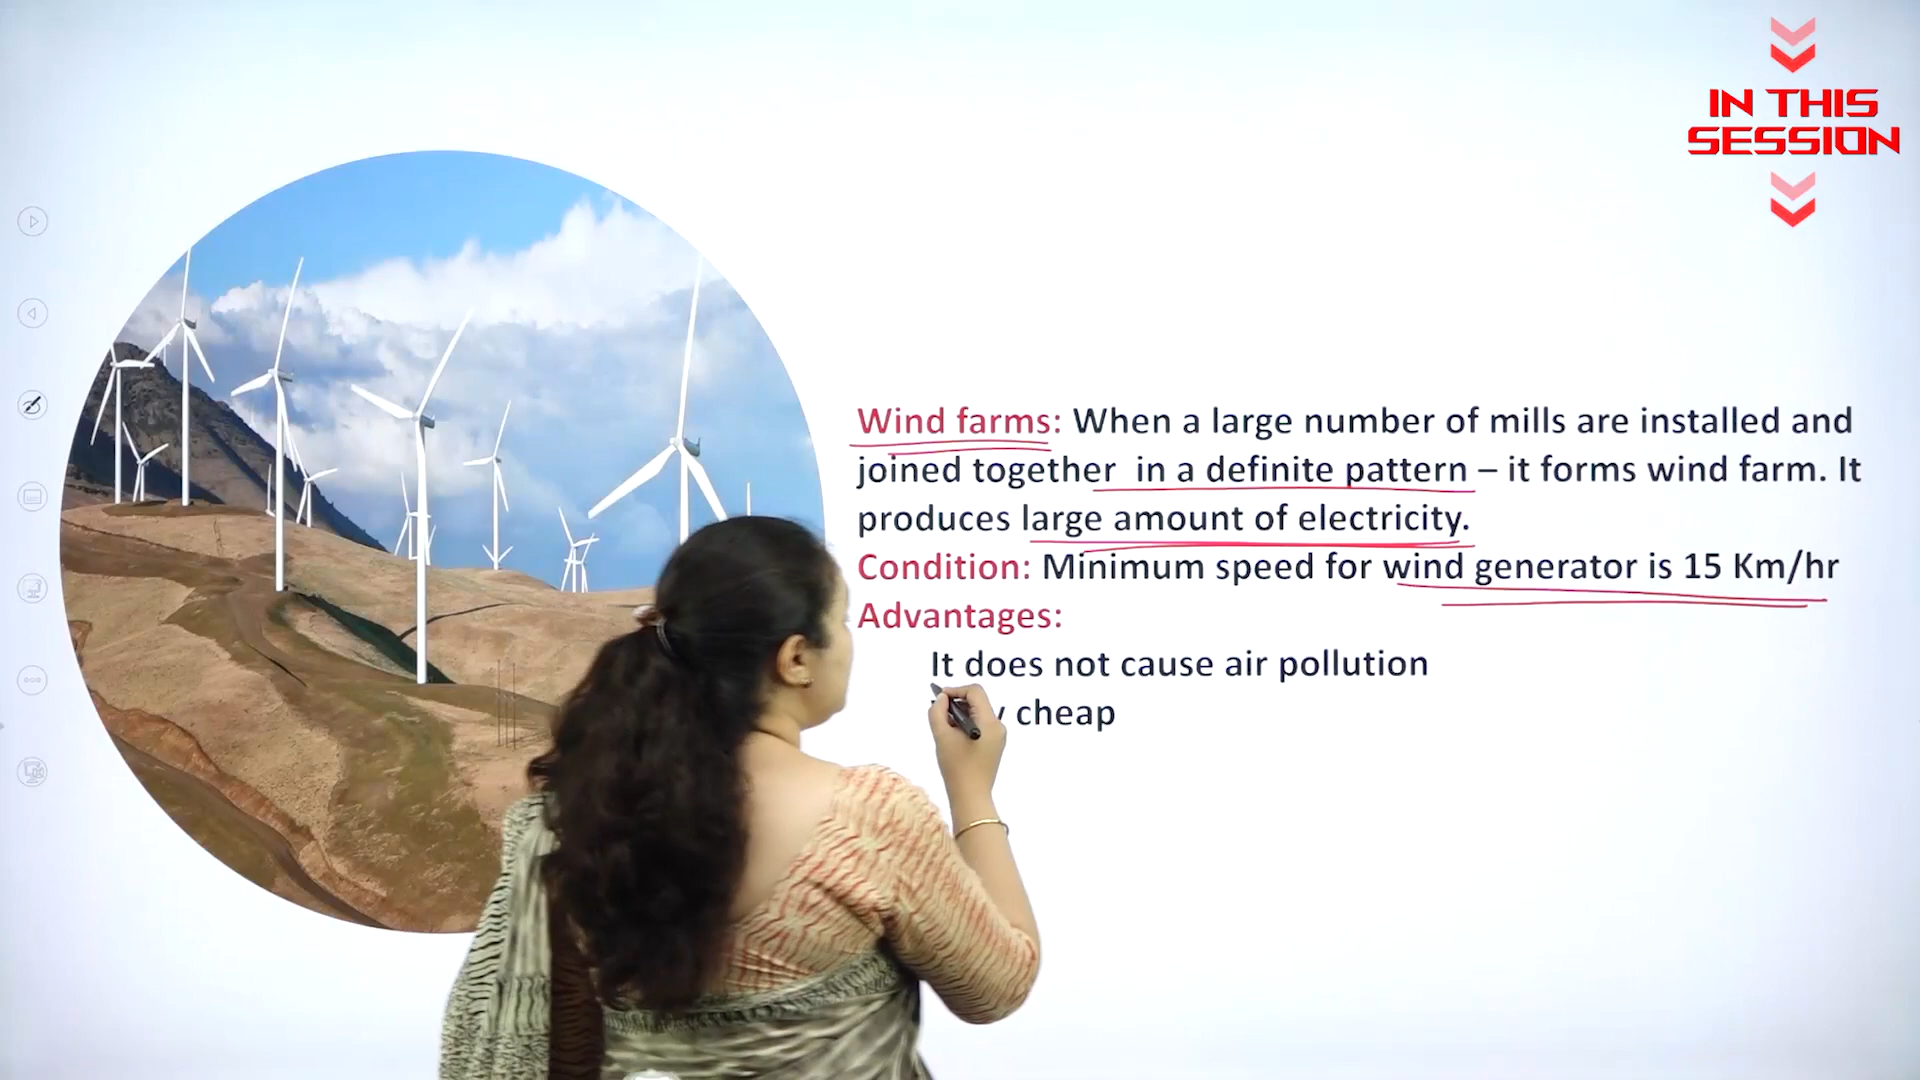 IN THIS
SESSION
Wind farms: When a large number of mills are installed and
joined together in a definite pattern – it forms wind farm. It
produces large amount of electricity.
Condition: Minimum speed for wind generator is 15 Km/hr
Advantages:
It does not cause air pollution
cheap